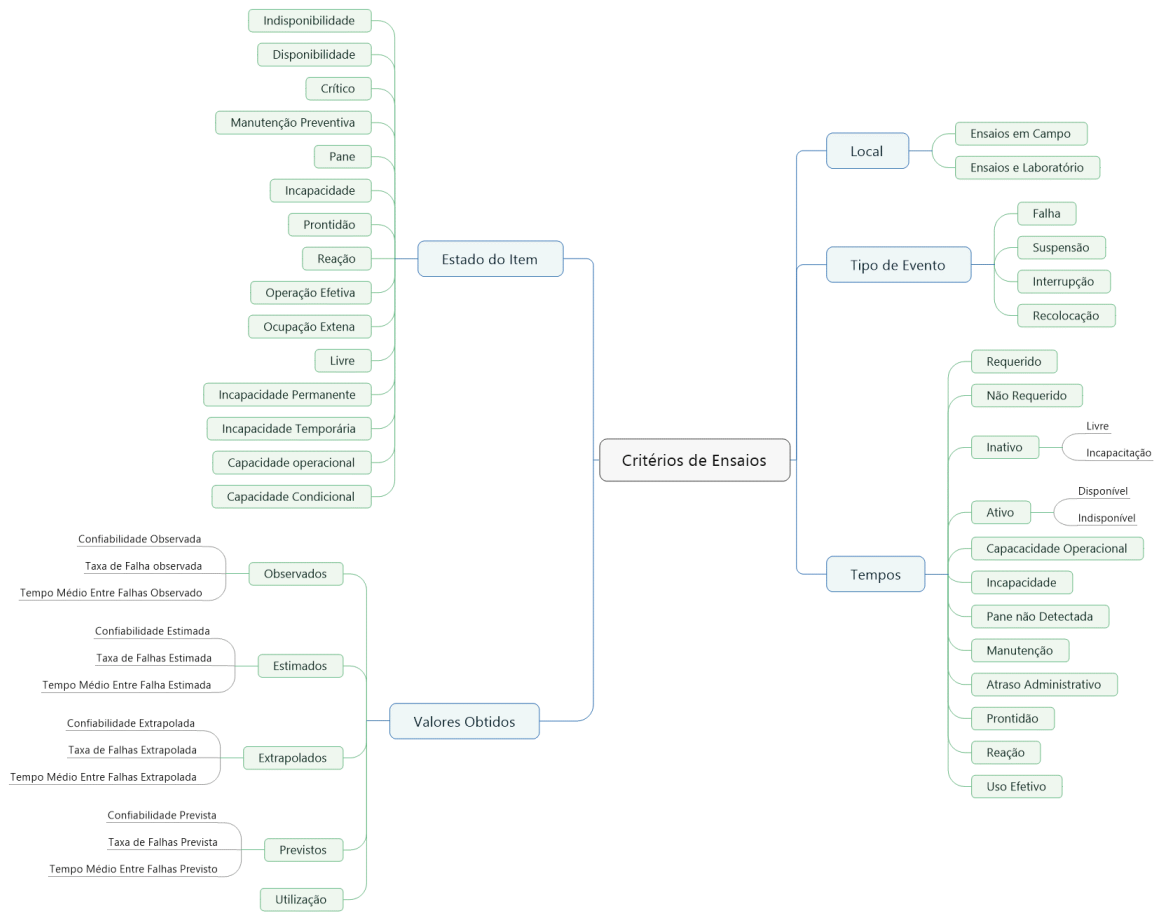 Critérios de Ensaios
Estado do Item
Indisponibilidade
Disponibilidade
Crítico
Manutenção Preventiva
Pane
Incapacidade
Prontidão
Reação
Operação Efetiva
Ocupação Extena
Livre
Incapacidade Permanente
Incapacidade Temporária
Capacidade operacional
Capacidade Condicional
Valores Obtidos
Observados
Confiabilidade Observada
Taxa de Falha observada
Tempo Médio Entre Falhas Observado
Estimados
Confiabilidade Estimada
Taxa de Falhas Estimada
Tempo Médio Entre Falha Estimada
Extrapolados
Confiabilidade Extrapolada
Taxa de Falhas Extrapolada
Tempo Médio Entre Falhas Extrapolada
Previstos
Confiabilidade Prevista
Taxa de Falhas Prevista
Tempo Médio Entre Falhas Previsto
Utilização
Local
Ensaios em Campo
Ensaios e Laboratório
Tipo de Evento
Falha
Suspensão
Interrupção
Recolocação
Tempos
Requerido
Não Requerido
Inativo
Livre
Incapacitação
Ativo
Disponível
Indisponível
Capacacidade Operacional
Incapacidade
Pane não Detectada
Manutenção
Atraso Administrativo
Prontidão
Reação
Uso Efetivo